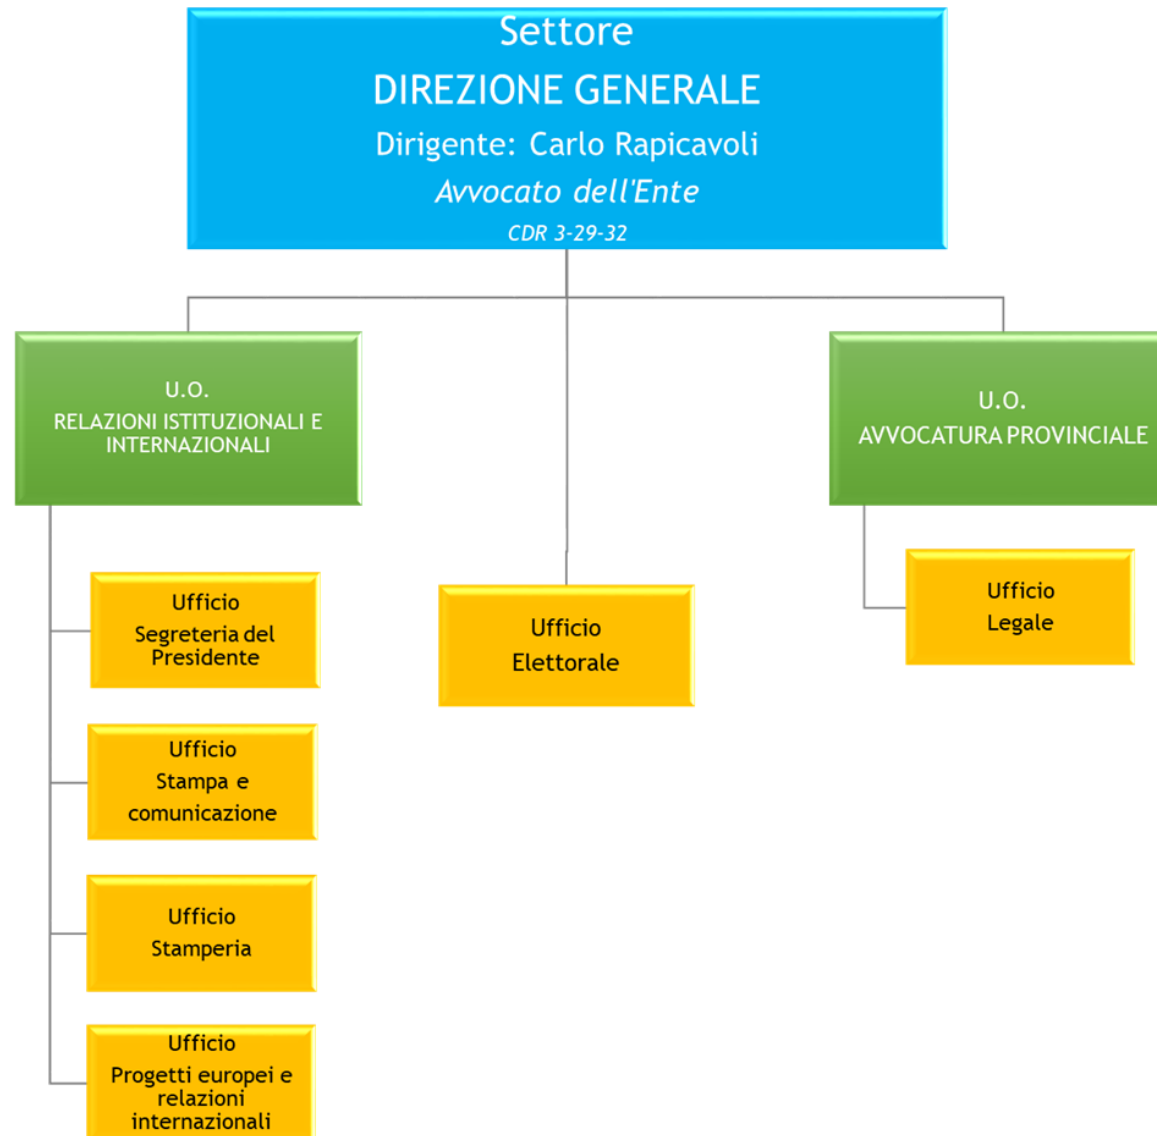 Settore
DIREZIONE GENERALE
Dirigente: Carlo Rapicavoli
Avvocato dell'Ente
CDR 3-29-32
U.O.
RELAZIONI ISTITUZIONALI E
INTERNAZIONALI
U.O.
AVVOCATURA PROVINCIALE
Ufficio
Segreteria del
Presidente
Ufficio
Elettorale
Ufficio
Legale
Ufficio
Stampa e
comunicazione
Ufficio
Stamperia
Ufficio
Progetti europei e
relazioni
internazionali